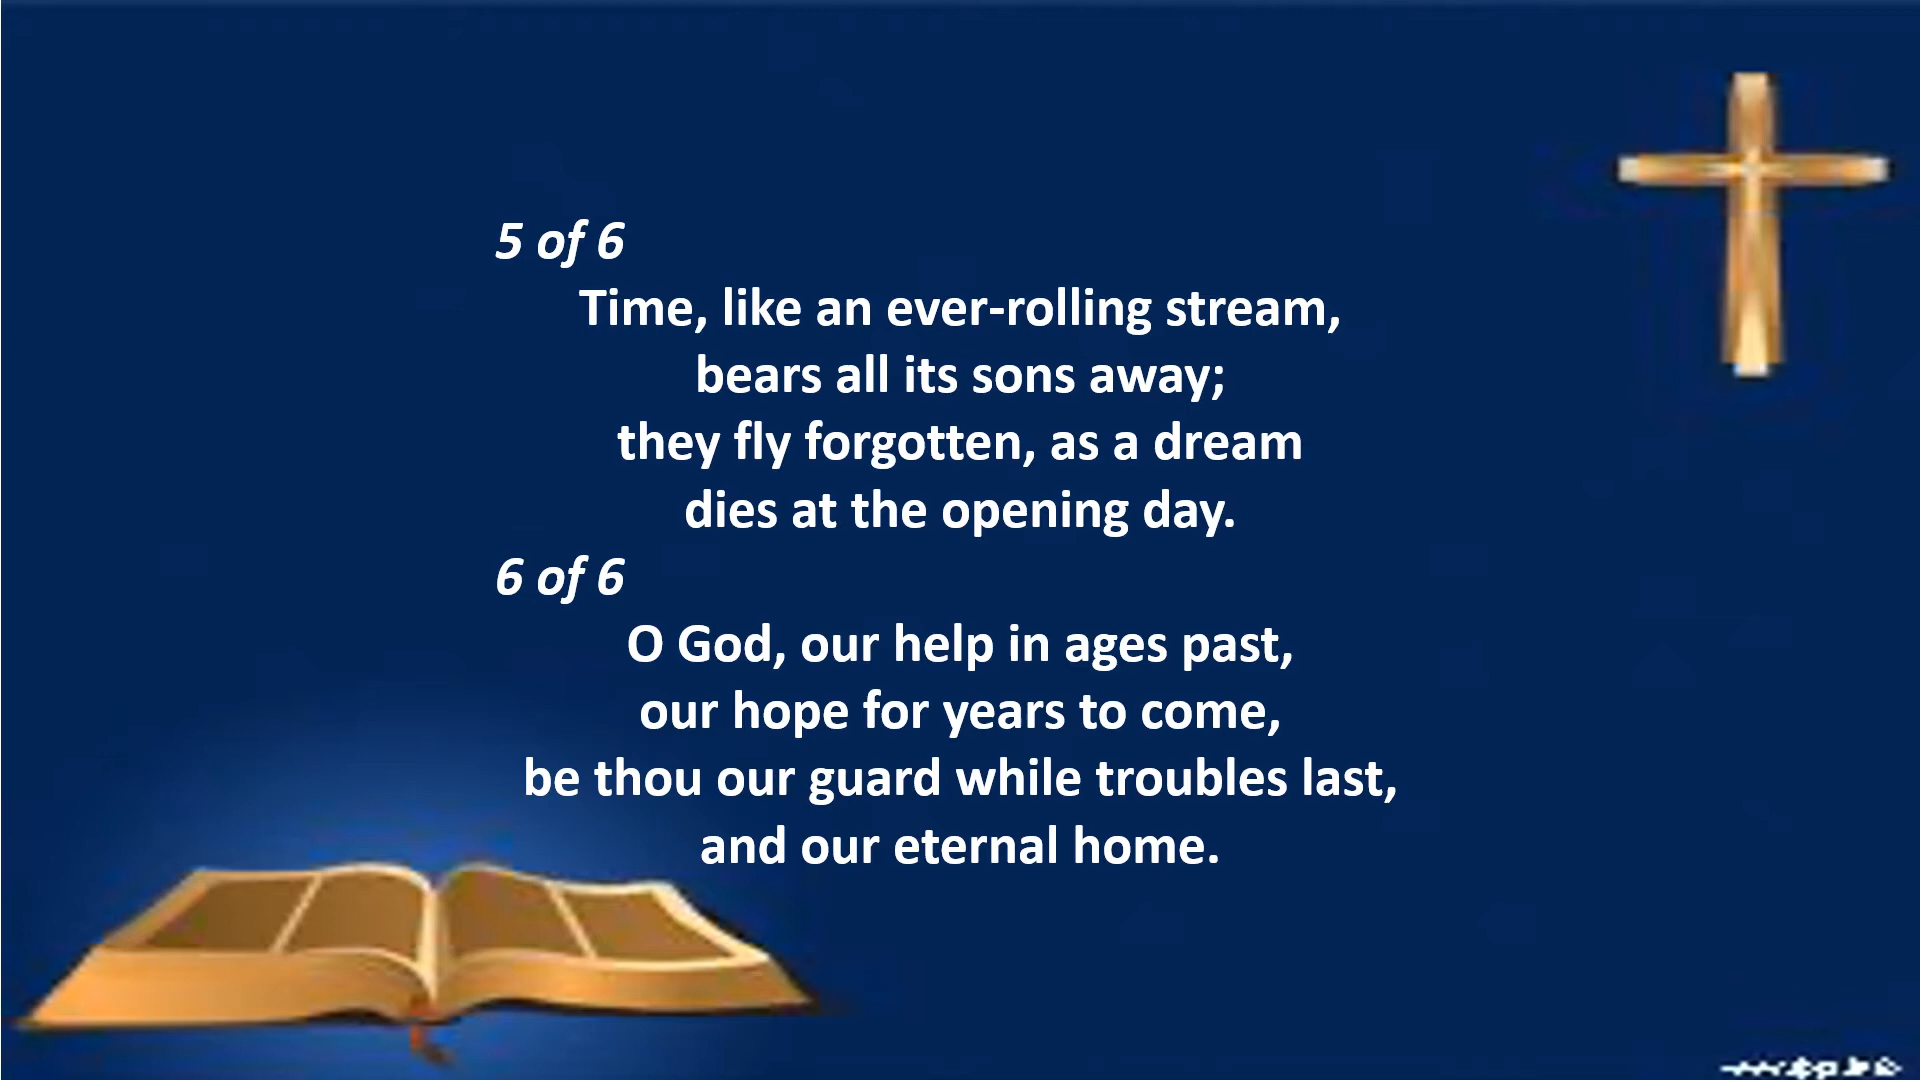 5 of 6
Time, like an ever-rolling stream,
bears all its sons away;
they fly forgotten, as a dream
dies at the opening day.
6 of 6
O God, our help in ages past,
our hope for years to come,
be thou our guard while troubles last,
and our eternal home.